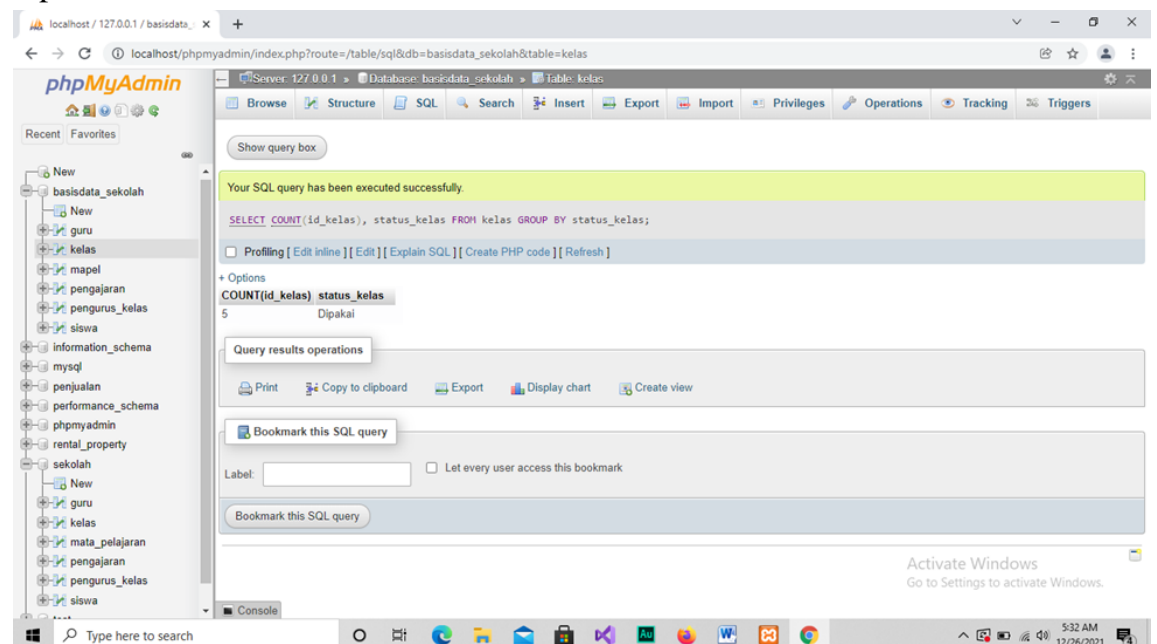 localhost / 127.0.0.1 / basisdata_
localhost/phpmyadmin/index.php?route=/table/sql&db=basisdata_sekolah&table=kelas
phpMyAdmin
Recent Favorites
New
basisdata_sekolah
New
guru
kelas
mapel
pengajaran
pengurus_kelas
siswa
information_schema
mysql
penjualan
performance_schema
phpmyadmin
rental_property
sekolah
New
guru
kelas
mata_pelajaran
pengajaran
pengurus_kelas
siswa
Server: 127.0.0.1 » Database: basisdata_sekolah » Table: kelas
Browse Structure SQL Search Insert Export Import Privileges Operations Tracking Triggers
Show query box
Your SQL query has been executed successfully.
SELECT COUNT(id_kelas), status_kelas FROM kelas GROUP BY status_kelas;
Profiling [ Edit inline ] [ Edit ] [ Explain SQL ] [ Create PHP code ] [ Refresh ]
+ Options
COUNT(id_kelas) status_kelas
5 Dipakai
Query results operations
Print Copy to clipboard Export Display chart Create view
Bookmark this SQL query
Label: Let every user access this bookmark
Bookmark this SQL query
Activate Windows
Go to Settings to activate Windows.
Console
Type here to search
Au
W
5:32 AM
12/26/2021
4